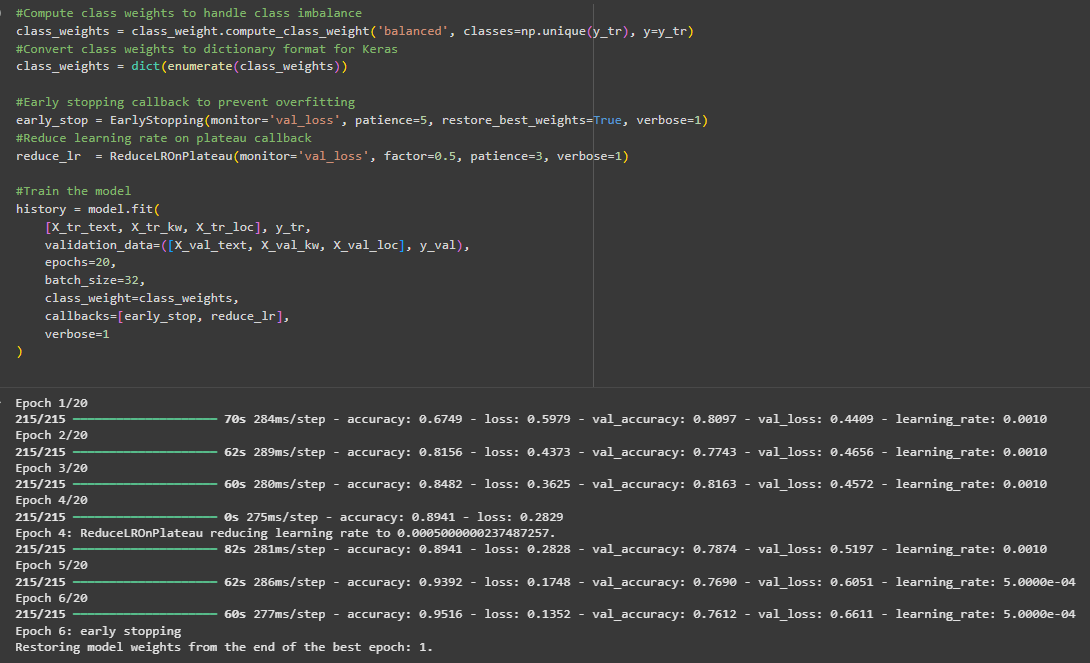 #Compute class weights to handle class imbalance
class_weights = class_weight.compute_class_weight('balanced', classes=np.unique(y_tr), y=y_tr)
#Convert class weights to dictionary format for Keras
class_weights = dict(enumerate(class_weights))
#Early stopping callback to prevent overfitting
early_stop = EarlyStopping(monitor='val_loss', patience=5, restore_best_weights=True, verbose=1)
#Reduce learning rate on plateau callback
reduce_lr  = ReduceLROnPlateau(monitor='val_loss', factor=0.5, patience=3, verbose=1)
#Train the model
history = model.fit(
    [X_tr_text, X_tr_kw, X_tr_loc], y_tr,
    validation_data=([X_val_text, X_val_kw, X_val_loc], y_val),
    epochs=20,
    batch_size=32,
    class_weight=class_weights,
    callbacks=[early_stop, reduce_lr],
    verbose=1
)
Epoch 1/20
215/215 ━━━━━━━━━━━━━━━━━━━━ 70s 284ms/step - accuracy: 0.6749 - loss: 0.5979 - val_accuracy: 0.8097 - val_loss: 0.4409 - learning_rate: 0.0010
Epoch 2/20
215/215 ━━━━━━━━━━━━━━━━━━━━ 62s 289ms/step - accuracy: 0.8156 - loss: 0.4373 - val_accuracy: 0.7743 - val_loss: 0.4656 - learning_rate: 0.0010
Epoch 3/20
215/215 ━━━━━━━━━━━━━━━━━━━━ 60s 280ms/step - accuracy: 0.8482 - loss: 0.3625 - val_accuracy: 0.8163 - val_loss: 0.4572 - learning_rate: 0.0010
Epoch 4/20
215/215 ━━━━━━━━━━━━━━━━━━━━ 0s 275ms/step - accuracy: 0.8941 - loss: 0.2829
Epoch 4: ReduceLROnPlateau reducing learning rate to 0.0005000000237487257.
215/215 ━━━━━━━━━━━━━━━━━━━━ 82s 281ms/step - accuracy: 0.8941 - loss: 0.2828 - val_accuracy: 0.7874 - val_loss: 0.5197 - learning_rate: 0.0010
Epoch 5/20
215/215 ━━━━━━━━━━━━━━━━━━━━ 62s 286ms/step - accuracy: 0.9392 - loss: 0.1748 - val_accuracy: 0.7690 - val_loss: 0.6051 - learning_rate: 5.0000e-04
Epoch 6/20
215/215 ━━━━━━━━━━━━━━━━━━━━ 60s 277ms/step - accuracy: 0.9516 - loss: 0.1352 - val_accuracy: 0.7612 - val_loss: 0.6611 - learning_rate: 5.0000e-04
Epoch 6: early stopping
Restoring model weights from the end of the best epoch: 1.